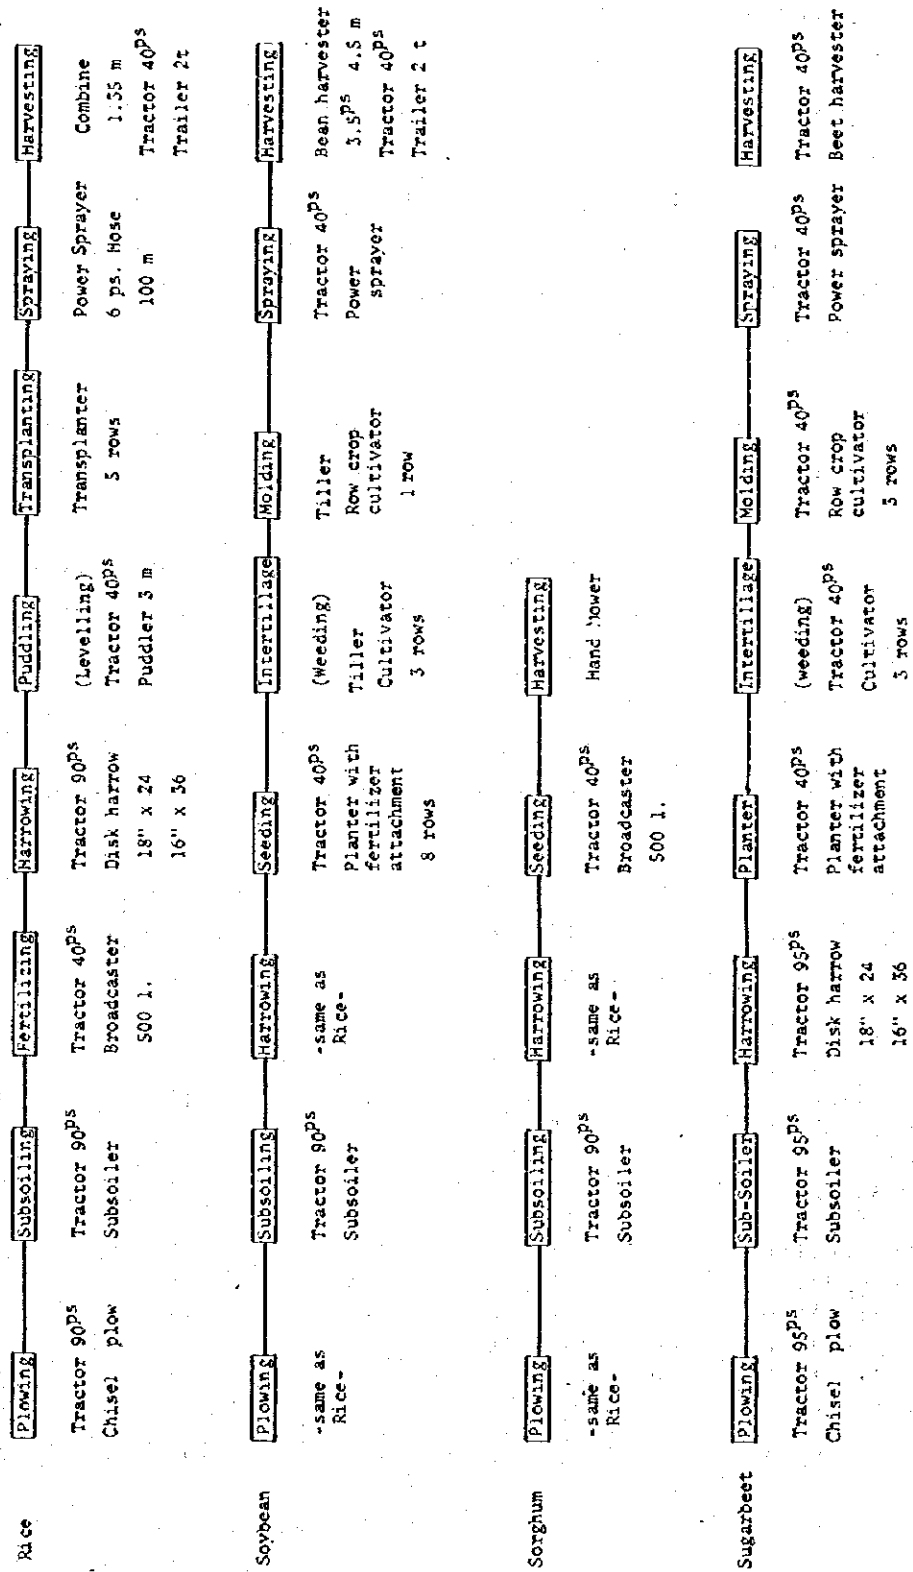 Rice
Plowing Subsoiling Fertilizing Harrowing Puddling Transplanting Spraying Harvesting
Tractor 90ps
Chisel plow
Tractor 90ps
Subsoiler
Tractor 40ps
Broadcaster
500 l.
Tractor 90ps
Disk harrow
18" x 24
16" x 36
(Levelling)
Tractor 40ps
Puddler 3 m
Transplanter
5 rows
Power Sprayer
6 ps. Hose
100 m
Combine
1.55 m
Tractor 40ps
Trailer 2t
Soybean
Plowing Subsoiling Harrowing Seeding Intertillage Molding Spraying Harvesting
-same as
Rice-
Tractor 90ps
Subsoiler
-same as
Rice-
Tractor 40ps
Planter with
fertilizer
attachment
8 rows
(Weeding)
Tiller
Cultivator
3 rows
Tiller
Row crop
cultivator
1 row
Tractor 40ps
Power
sprayer
Bean harvester
3.5ps 4.5 m
Tractor 40ps
Trailer 2 t
Sorghum
Plowing Subsoiling Harrowing Seeding Harvesting
-same as
Rice-
Tractor 90ps
Subsoiler
-same as
Rice-
Tractor 40ps
Broadcaster
500 l.
Hand Mower
Sugarbeet
Plowing Sub-Soiler Harrowing Planter Intertillage Molding Spraying Harvesting
Tractor 95ps
Chisel plow
Tractor 95ps
Subsoiler
Tractor 95ps
Disk harrow
18" x 24
16" x 36
Tractor 40ps
Planter with
fertilizer
attachment
(weeding)
Tractor 40ps
Cultivator
3 rows
Tractor 40ps
Row crop
cultivator
3 rows
Tractor 40ps
Power sprayer
Tractor 40ps
Beet harvester